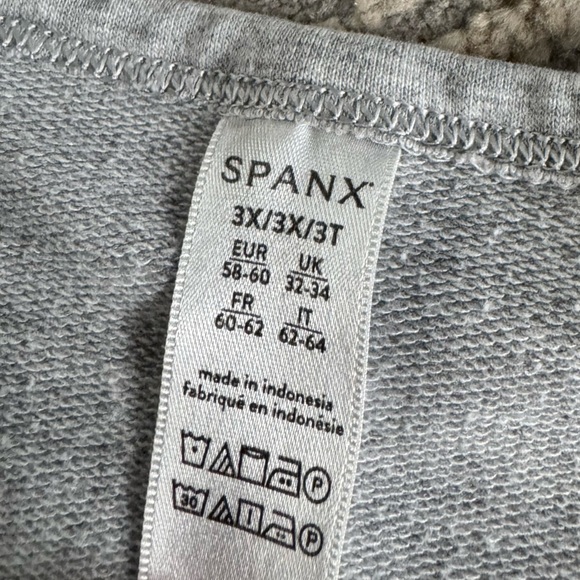 SPANX
3X/3X/3T
EUR UK
58-60 32-34
FR IT
60-62 62-64
made in indonesia
fabriqué en indonésie
P
30 P